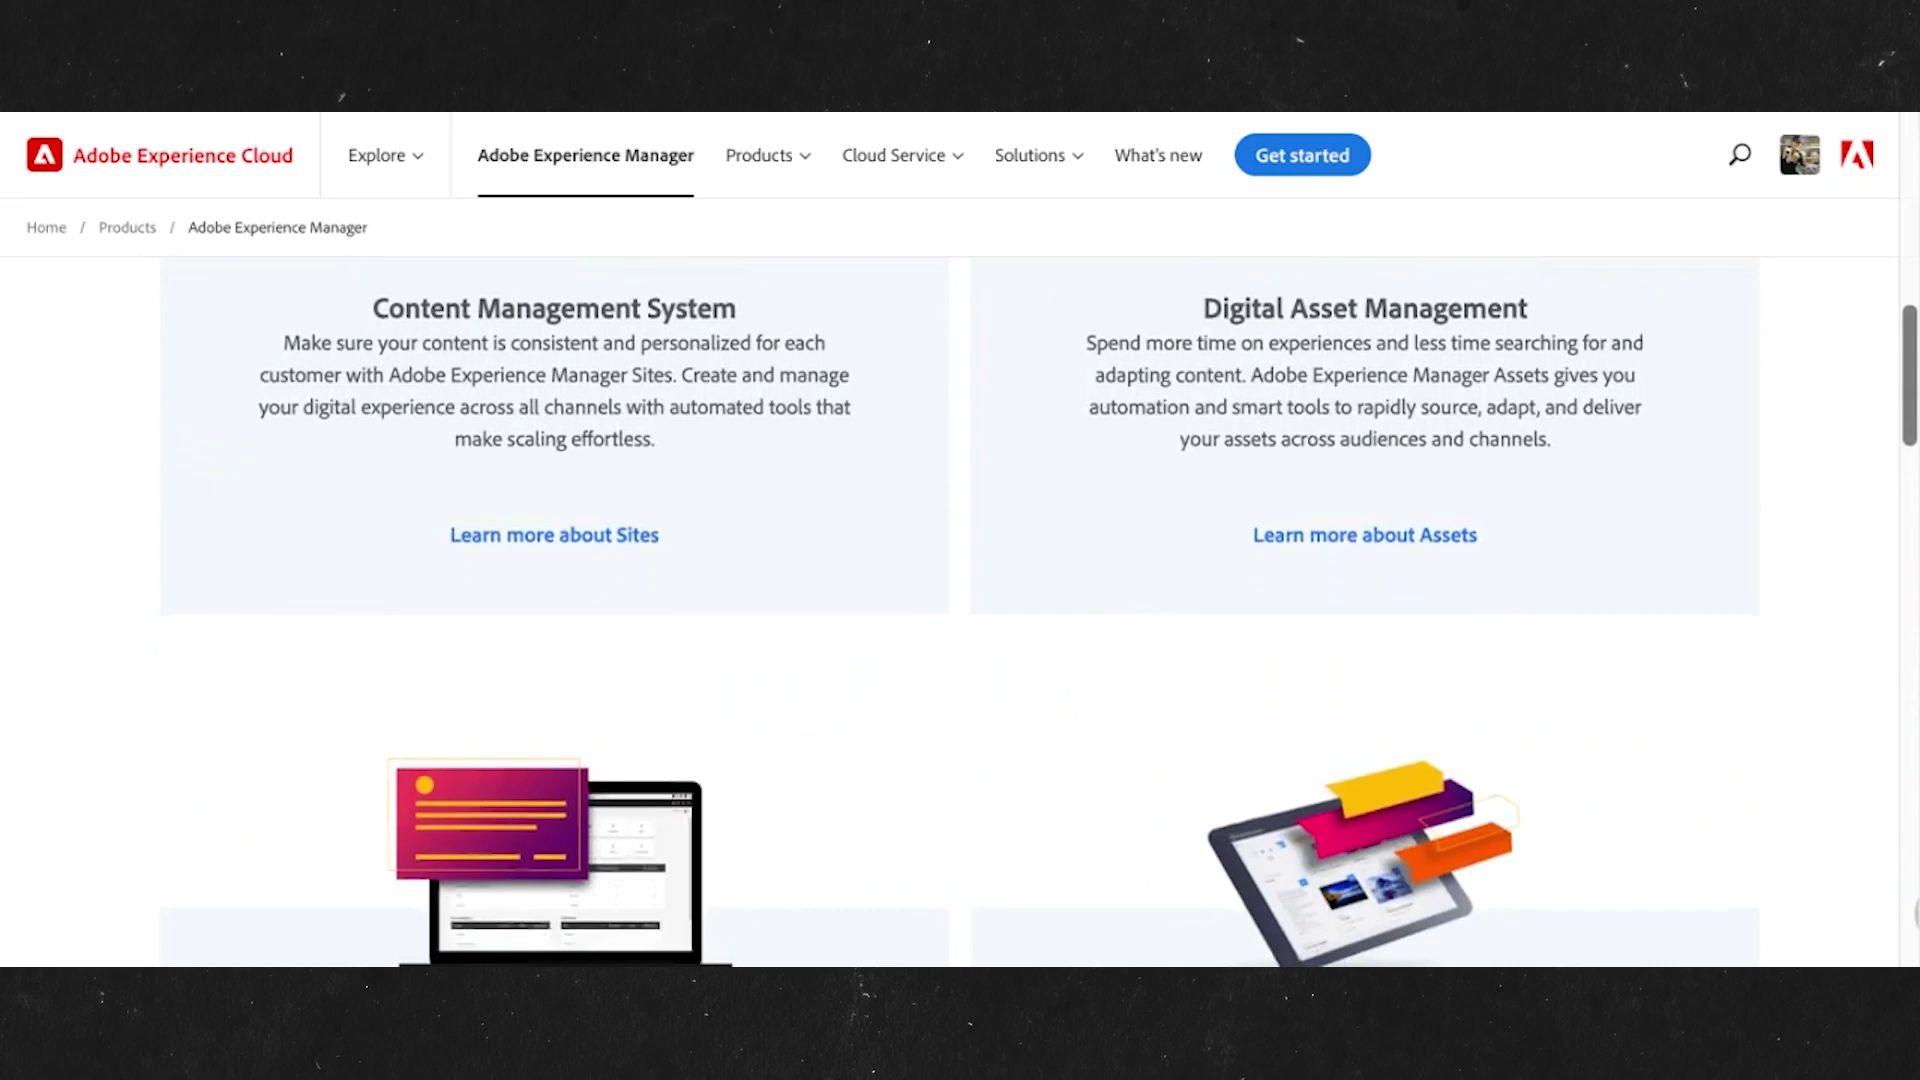 Adobe Experience Cloud
Explore
Adobe Experience Manager
Products
Cloud Service
Solutions
What's new
Get started
Home / Products / Adobe Experience Manager
Content Management System
Make sure your content is consistent and personalized for each
customer with Adobe Experience Manager Sites. Create and manage
your digital experience across all channels with automated tools that
make scaling effortless.
Learn more about Sites
Digital Asset Management
Spend more time on experiences and less time searching for and
adapting content. Adobe Experience Manager Assets gives you
automation and smart tools to rapidly source, adapt, and deliver
your assets across audiences and channels.
Learn more about Assets